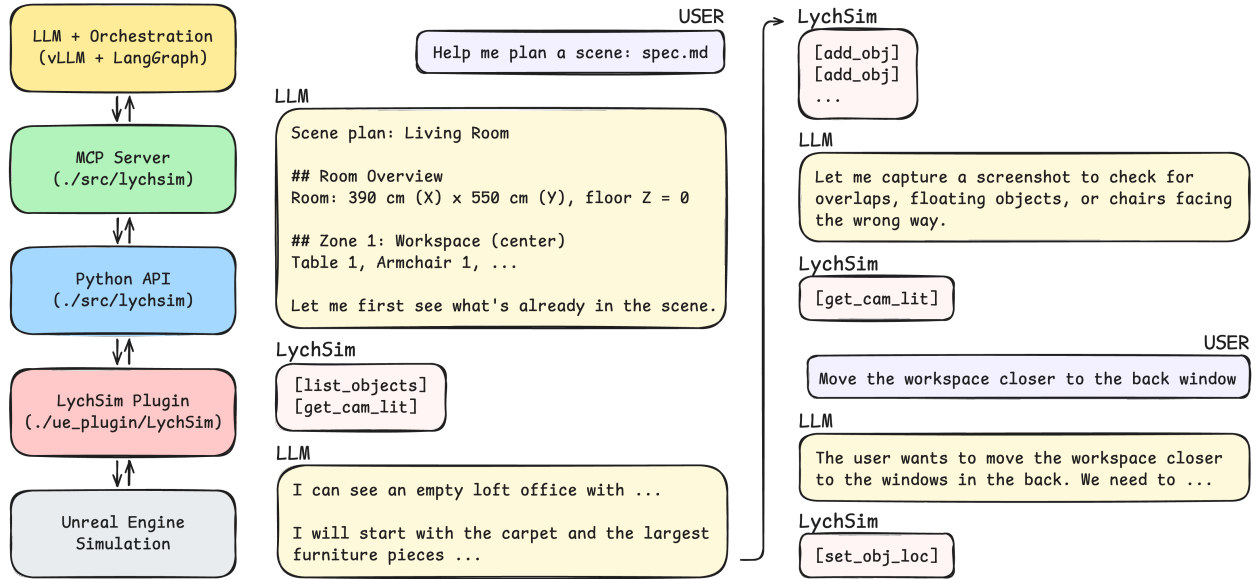 LLM + Orchestration
(vLLM + LangGraph)
MCP Server
(./src/lychsim)
Python API
(./src/lychsim)
LychSim Plugin
(./ue_plugin/LychSim)
Unreal Engine
Simulation
USER
Help me plan a scene: spec.md
LLM
Scene plan: Living Room
## Room Overview
Room: 390 cm (X) x 550 cm (Y), floor Z = 0
## Zone 1: Workspace (center)
Table 1, Armchair 1, ...
Let me first see what's already in the scene.
LychSim
[list_objects]
[get_cam_lit]
LLM
I can see an empty loft office with ...
I will start with the carpet and the largest
furniture pieces ...
LychSim
[add_obj]
[add_obj]
...
LLM
Let me capture a screenshot to check for
overlaps, floating objects, or chairs facing
the wrong way.
LychSim
[get_cam_lit]
USER
Move the workspace closer to the back window
LLM
The user wants to move the workspace closer
to the windows in the back. We need to ...
LychSim
[set_obj_loc]